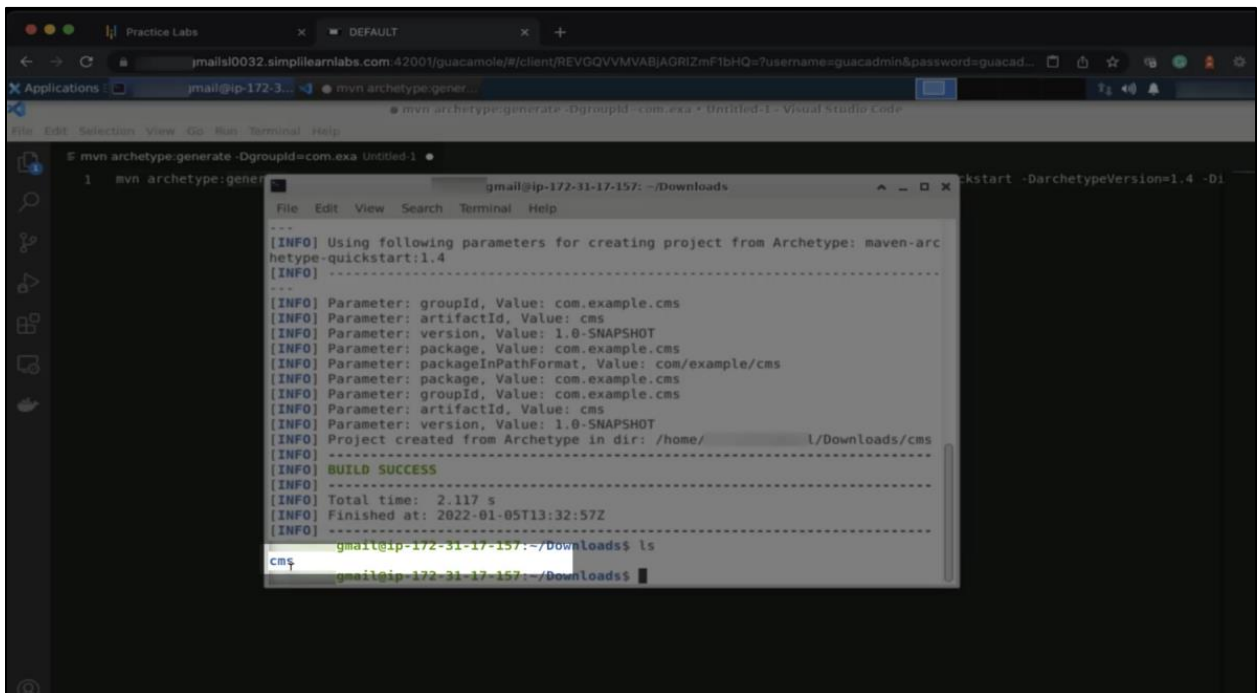 Practice Labs
DEFAULT
jmailsl0032.simplilearnlabs.com:42001/guacamole/#/client/REVGQVVMVABjAGRIZmF1bHQ=?username=guacadmin&password=guacad...
Applications jmail@ip-172-3... mvn archetype:gener...
mvn archetype:generate -DgroupId=com.exa • Untitled-1 - Visual Studio Code
File Edit Selection View Go Run Terminal Help
mvn archetype:generate -DgroupId=com.exa Untitled-1 ●
1 mvn archetype:gener ckstart -DarchetypeVersion=1.4 -Di
gmail@ip-172-31-17-157: ~/Downloads
File Edit View Search Terminal Help
---
[INFO] Using following parameters for creating project from Archetype: maven-arc
hetype-quickstart:1.4
[INFO] ----------------------------------------------------------------------------
---
[INFO] Parameter: groupId, Value: com.example.cms
[INFO] Parameter: artifactId, Value: cms
[INFO] Parameter: version, Value: 1.0-SNAPSHOT
[INFO] Parameter: package, Value: com.example.cms
[INFO] Parameter: packageInPathFormat, Value: com/example/cms
[INFO] Parameter: package, Value: com.example.cms
[INFO] Parameter: groupId, Value: com.example.cms
[INFO] Parameter: artifactId, Value: cms
[INFO] Parameter: version, Value: 1.0-SNAPSHOT
[INFO] Project created from Archetype in dir: /home/ l/Downloads/cms
[INFO] ------------------------------------------------------------------------
[INFO] BUILD SUCCESS
[INFO] ------------------------------------------------------------------------
[INFO] Total time: 2.117 s
[INFO] Finished at: 2022-01-05T13:32:57Z
[INFO] ------------------------------------------------------------------------
gmail@ip-172-31-17-157:~/Downloads$ ls
cms
gmail@ip-172-31-17-157:~/Downloads$